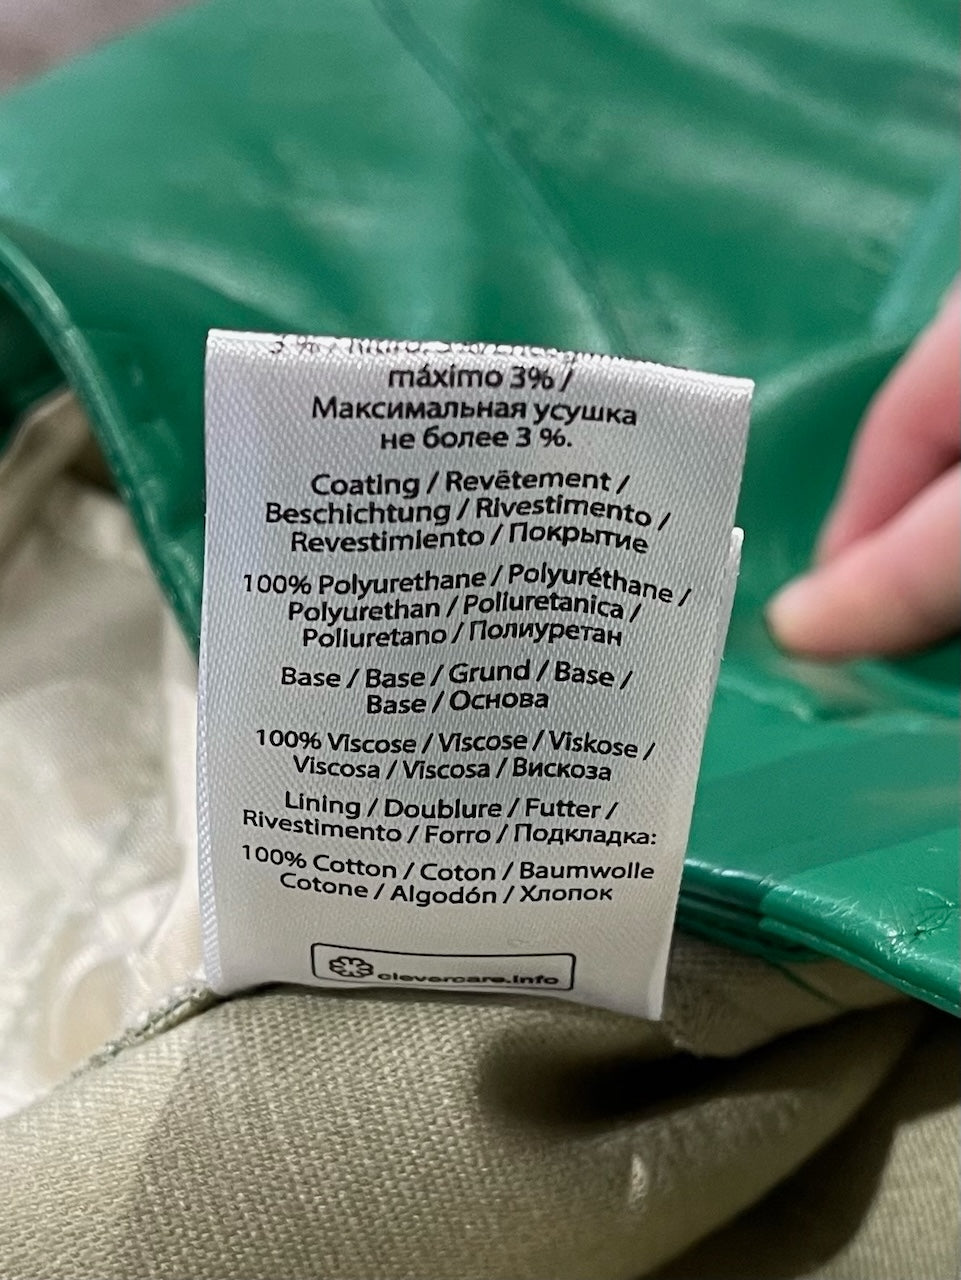 máximo 3% /
Максимальная усушка
не более 3 %.
Coating / Revêtement /
Beschichtung / Rivestimento /
Revestimiento / Покрытие
100% Polyurethane / Polyuréthane /
Polyurethan / Poliuretanica /
Poliuretano / Полиуретан
Base / Base / Grund / Base /
Base / Основа
100% Viscose / Viscose / Viskose /
Viscosa / Viscosa / Вискоза
Lining / Doublure / Futter /
Rivestimento / Forro / Подкладка:
100% Cotton / Coton / Baumwolle
Cotone / Algodón / Хлопок
clevercare.info